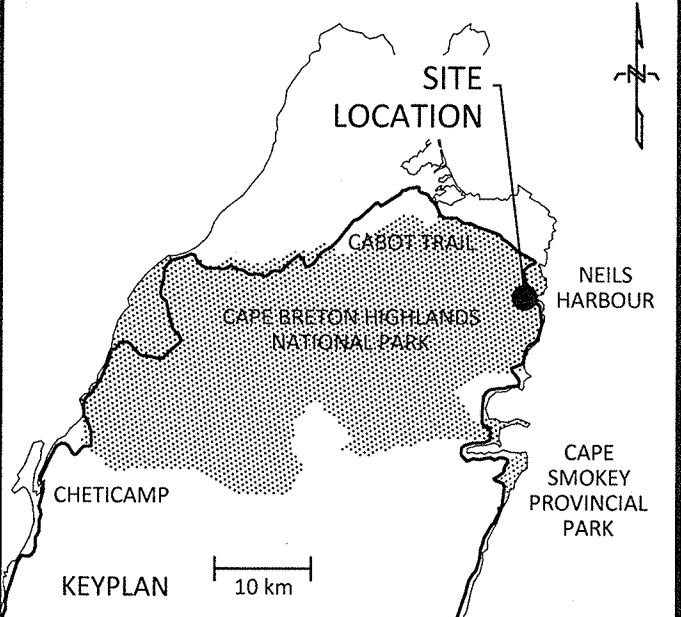 SITE
LOCATION
N
CABOT TRAIL
NEILS
HARBOUR
CAPE BRETON HIGHLANDS
NATIONAL PARK
CAPE
SMOKEY
PROVINCIAL
PARK
CHETICAMP
KEYPLAN
10 km